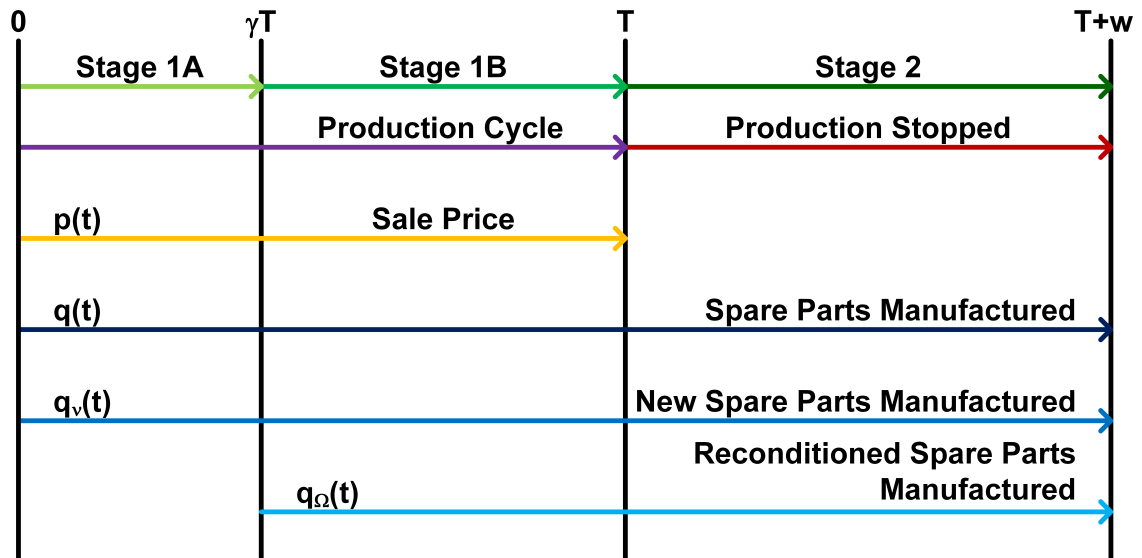 0 γT T T+w
Stage 1A Stage 1B Stage 2
Production Cycle Production Stopped
p(t) Sale Price
q(t) Spare Parts Manufactured
qν(t) New Spare Parts Manufactured
Reconditioned Spare Parts
qΩ(t) Manufactured